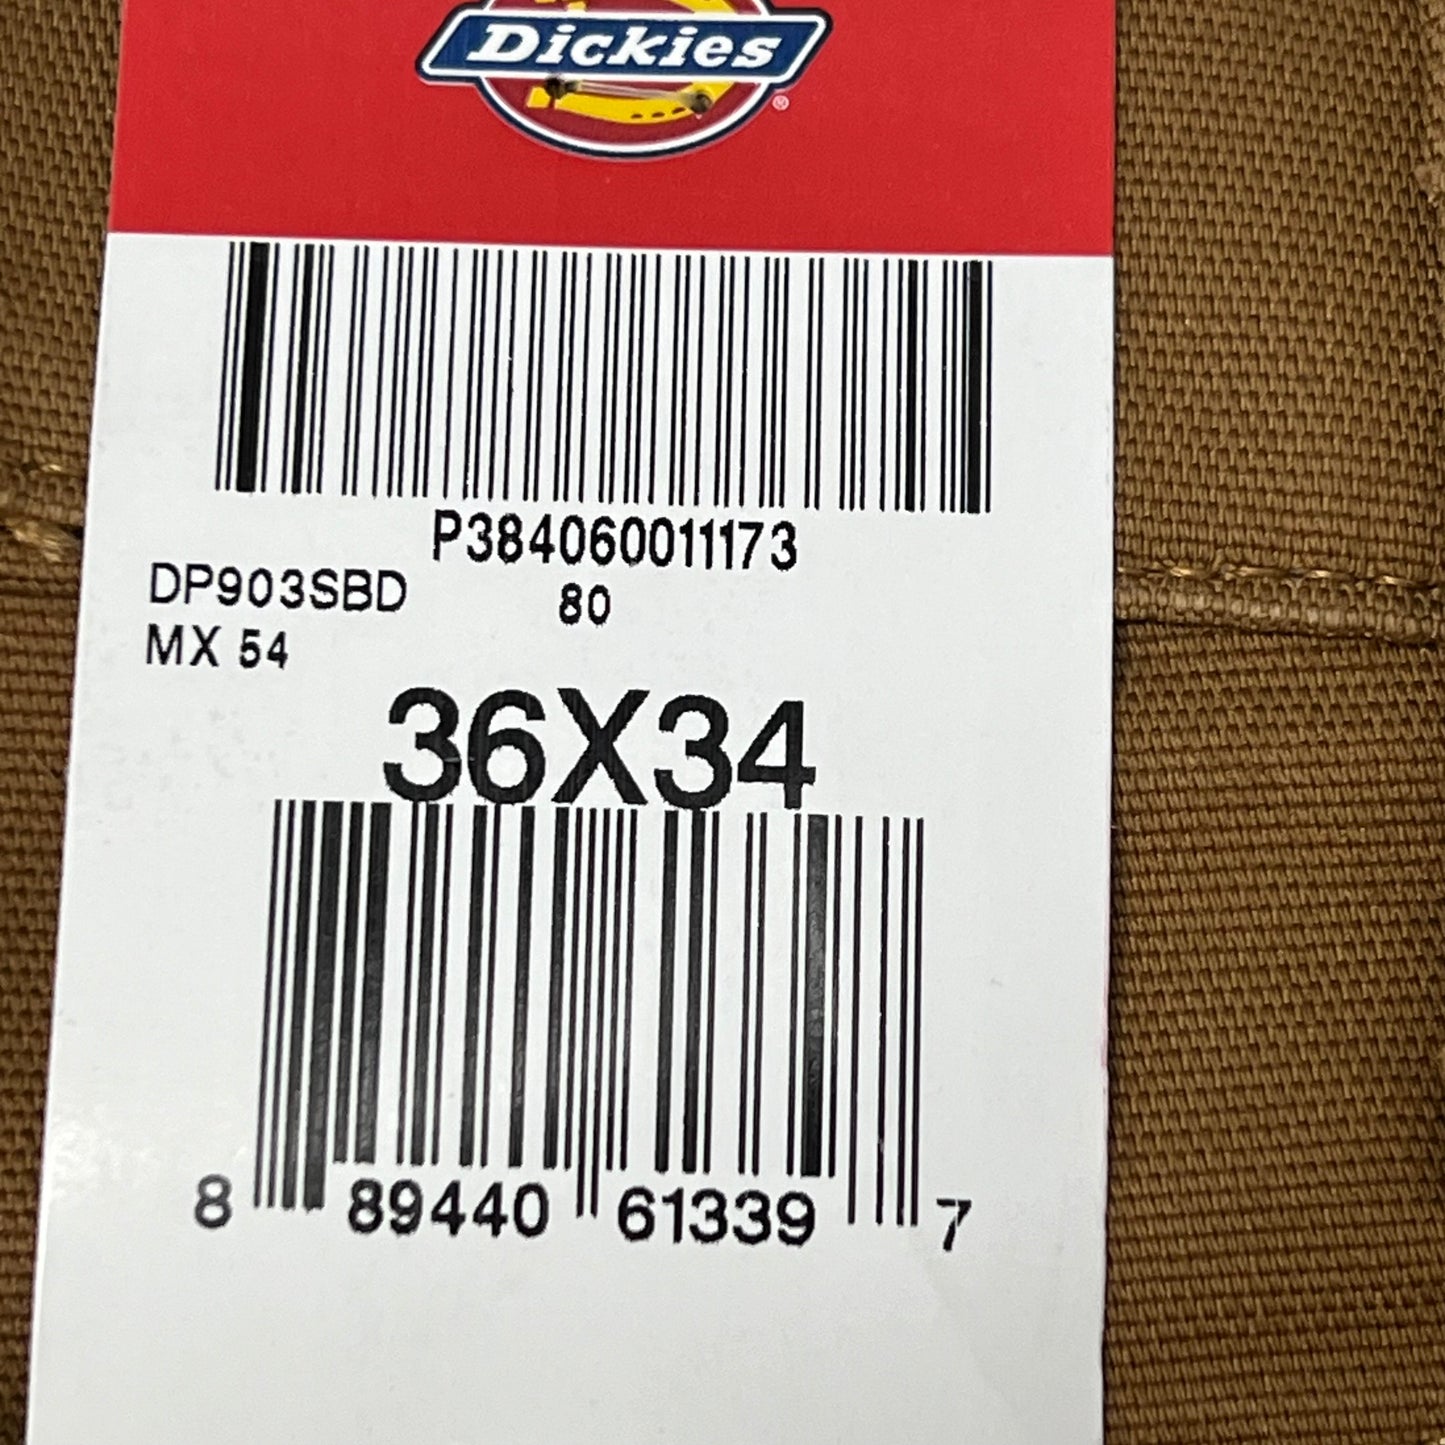 Dickies®
P384060011173
DP903SBD 80
MX 54
36X34
8 89440 61339 7